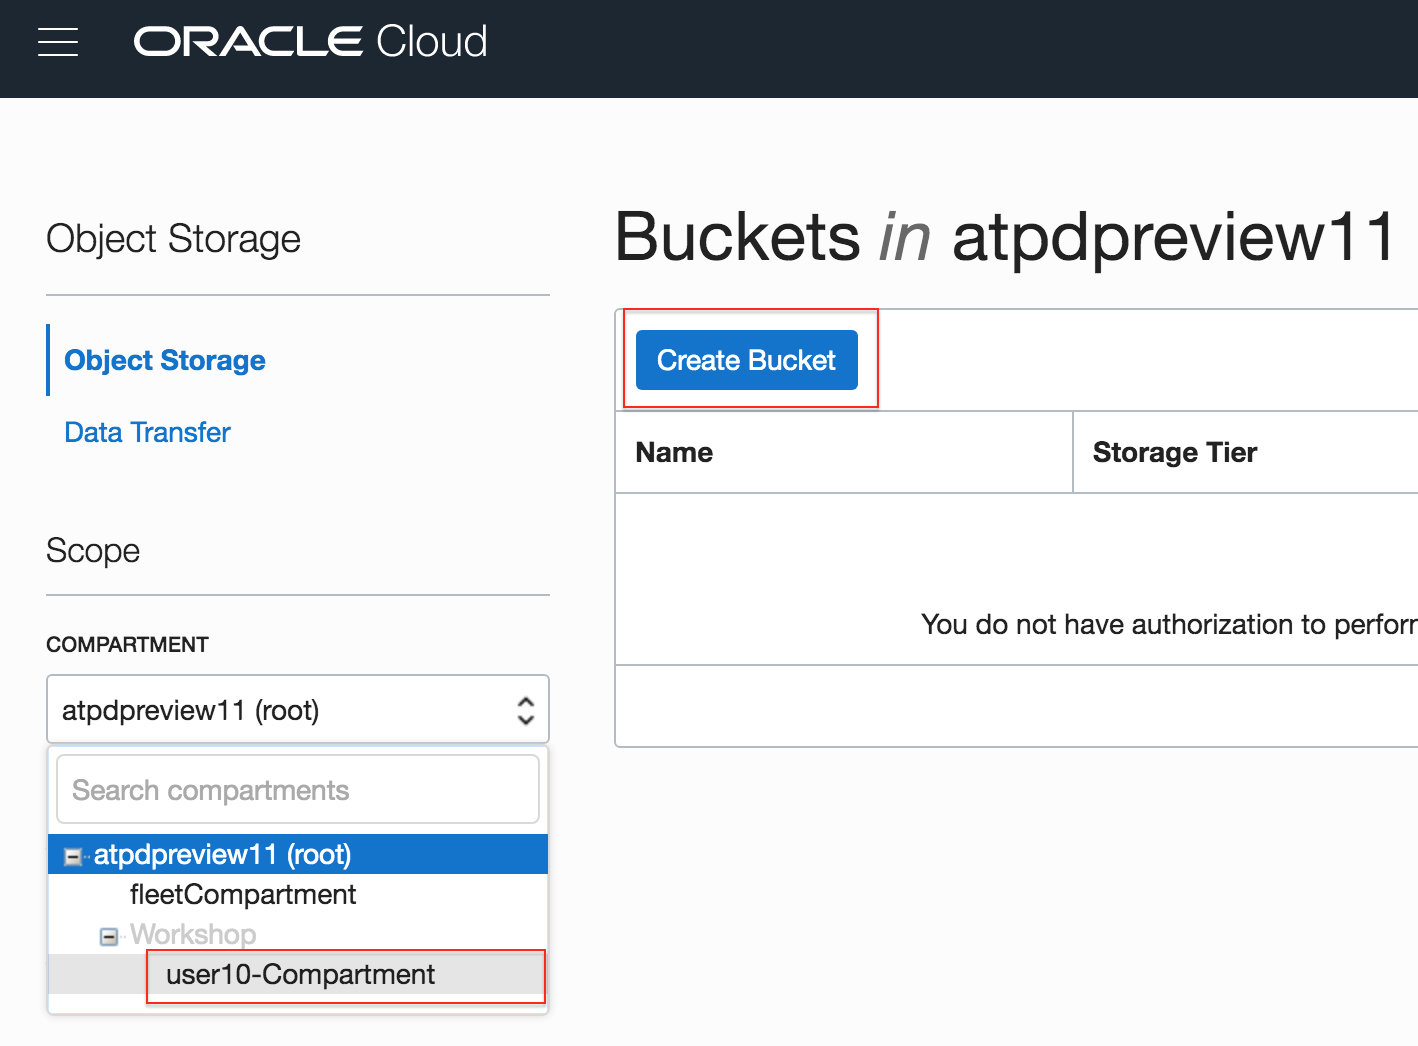 ORACLE Cloud
Object Storage
Object Storage
Data Transfer
Scope
COMPARTMENT
atpdpreview11 (root)
Search compartments
atpdpreview11 (root)
fleetCompartment
Workshop
user10-Compartment
Buckets in atpdpreview11
Create Bucket
Name
Storage Tier
You do not have authorization to perfor